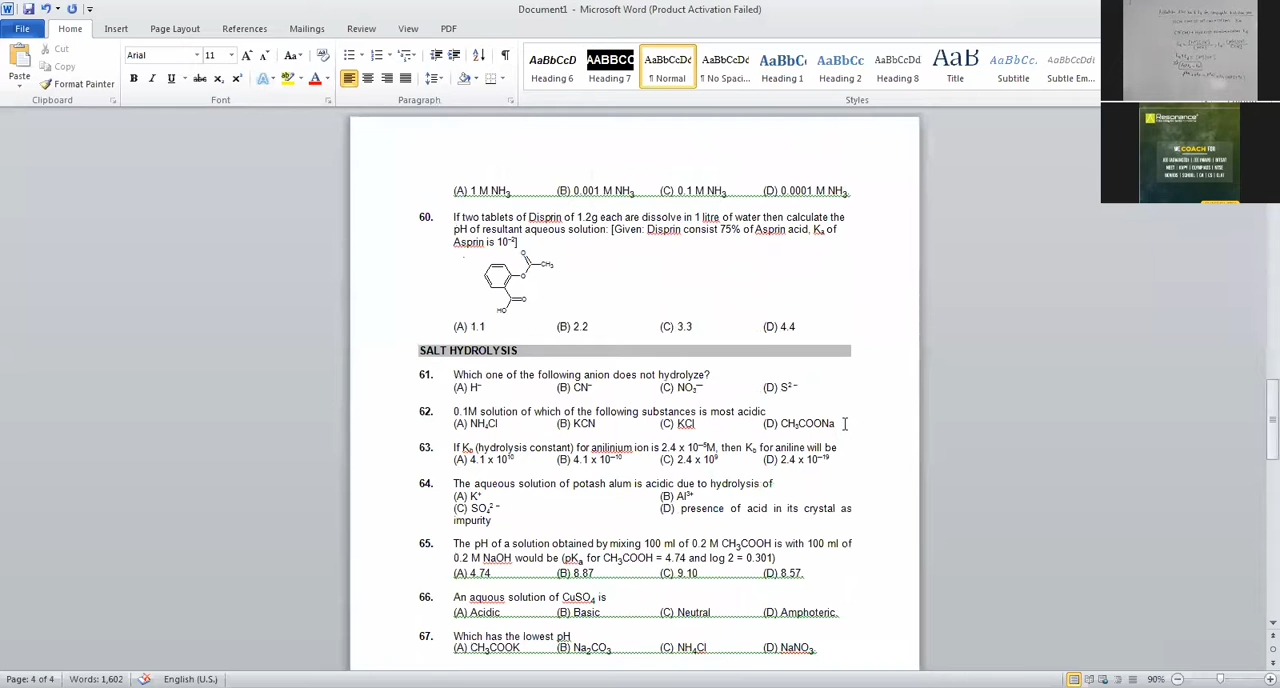 Document1 - Microsoft Word (Product Activation Failed)
File Home Insert Page Layout References Mailings Review View PDF
Paste
Cut
Copy
Format Painter
Clipboard
Arial 11
Font
Paragraph
AaBbCcD AABBCC AaBbCcDc AaBbCcDc AaBbC AaBbCc AaBbCcDd AaB AaBbCc. AaBbCcDc
Heading 6 Heading 7 ¶ Normal ¶ No Spaci... Heading 1 Heading 2 Heading 8 Title Subtitle Subtle Em...
Styles
Resonance
WE COACH FOR
(A) 1 M NH₃ (B) 0.001 M NH₃ (C) 0.1 M NH₃ (D) 0.0001 M NH₃
60. If two tablets of Disprin of 1.2g each are dissolve in 1 litre of water then calculate the
pH of resultant aqueous solution: [Given: Disprin consist 75% of Asprin acid, Kₐ of
Asprin is 10⁻²]
O
CH₃
O
O
HO
(A) 1.1 (B) 2.2 (C) 3.3 (D) 4.4
SALT HYDROLYSIS
61. Which one of the following anion does not hydrolyze?
(A) H⁻ (B) CN⁻ (C) NO₃⁻ (D) S²⁻
62. 0.1M solution of which of the following substances is most acidic
(A) NH₄Cl (B) KCN (C) KCl (D) CH₃COONa
63. If Kₕ (hydrolysis constant) for anilinium ion is 2.4 x 10⁻⁵M, then K_b for aniline will be
(A) 4.1 x 10¹⁰ (B) 4.1 x 10⁻¹⁰ (C) 2.4 x 10⁹ (D) 2.4 x 10⁻¹⁹
64. The aqueous solution of potash alum is acidic due to hydrolysis of
(A) K⁺ (B) Al³⁺
(C) SO₄²⁻ (D) presence of acid in its crystal as
impurity
65. The pH of a solution obtained by mixing 100 ml of 0.2 M CH₃COOH is with 100 ml of
0.2 M NaOH would be (pKₐ for CH₃COOH = 4.74 and log 2 = 0.301)
(A) 4.74 (B) 8.87 (C) 9.10 (D) 8.57.
66. An aquous solution of CuSO₄ is
(A) Acidic (B) Basic (C) Neutral (D) Amphoteric.
67. Which has the lowest pH
(A) CH₃COOK (B) Na₂CO₃ (C) NH₄Cl (D) NaNO₃.
Page: 4 of 4 Words: 1,602 English (U.S.) 90%